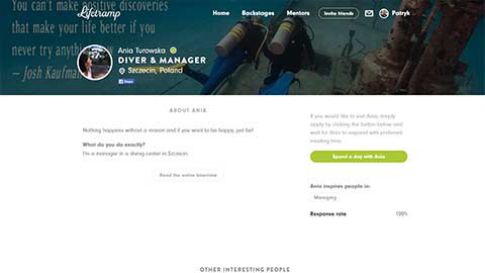 You can't make positive discoveries
that make your life better if you
never try anything
– Josh Kaufman
Lifetramp
Home Backstages Mentors Invite friends Patryk
Ania Turowska
DIVER & MANAGER
Szczecin, Poland
ABOUT ANIA
Nothing happens without a reason and if you want to be happy, just be!
What do you do exactly?
I'm a manager in a diving center in Szczecin.
Read the entire interview
If you would like to visit Ania, simply
apply by clicking the button below and
wait for Ania to respond with preferred
meeting time.
Spend a day with Ania
Ania inspires people in:
Managing
Response rate 100%
OTHER INTERESTING PEOPLE